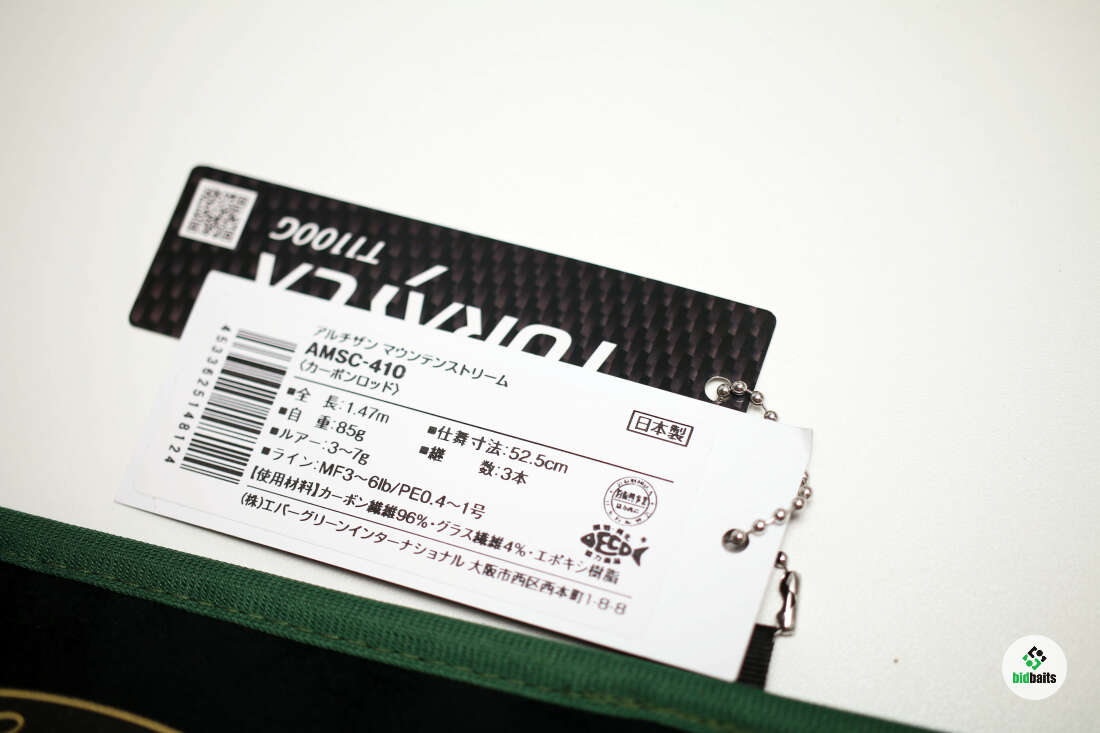 T1100G
TORAYCA
アルチザン マウンテンストリーム
AMSC-410
〈カーボンロッド〉
日本製
■全 長:1.47m ■仕舞寸法:52.5cm
■自 重:85g ■継 数:3本
■ルアー:3～7g
■ライン:MF3～6lb/PE0.4～1号
【使用材料】カーボン繊維96%・グラス繊維4%・エポキシ樹脂
(株)エバーグリーンインターナショナル 大阪市西区西本町1-8-8
4533625148124
ECO
bidbaits